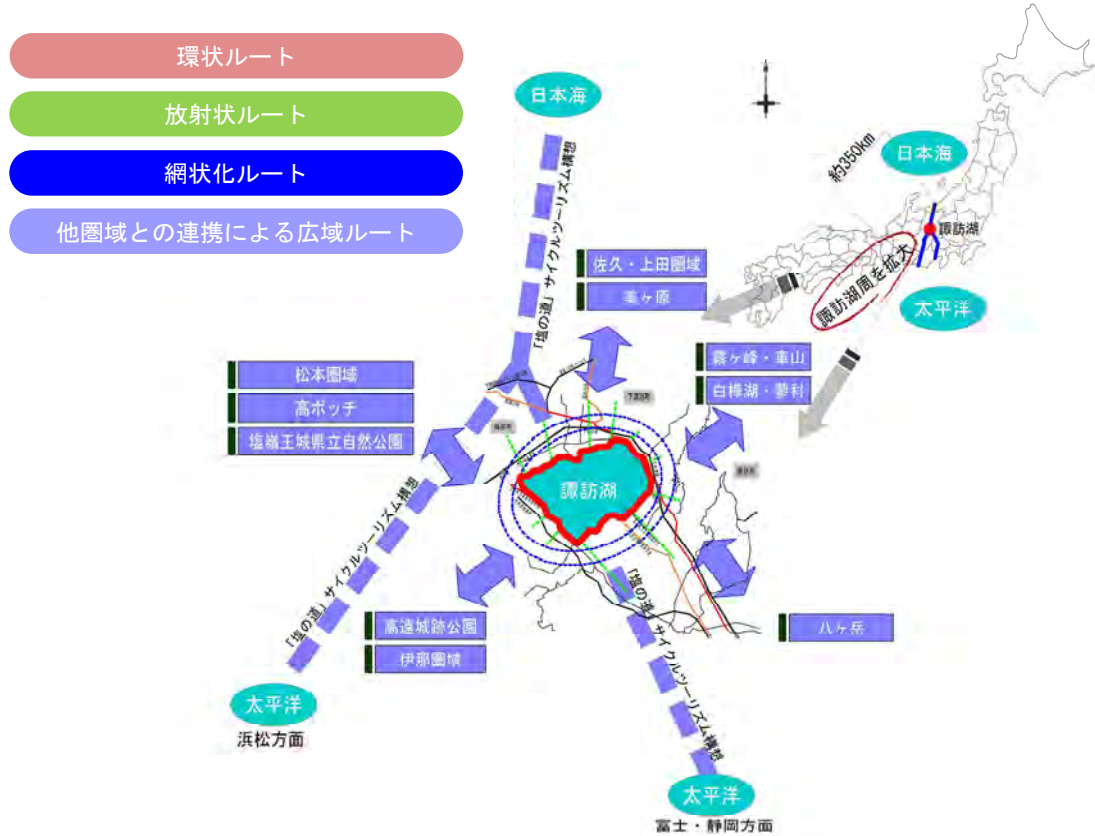 環状ルート
放射状ルート
網状化ルート
他圏域との連携による広域ルート
日本海
「塩の道」サイクルツーリズム構想
約350km
日本海
諏訪湖
諏訪湖周を拡大
太平洋
佐久・上田圏域
美ヶ原
霧ヶ峰・車山
白樺湖・蓼科
松本圏域
高ボッチ
塩嶺王城県立自然公園
諏訪湖
「塩の道」サイクルツーリズム構想
「塩の道」サイクルツーリズム構想
高遠城跡公園
伊那圏域
八ヶ岳
太平洋
浜松方面
太平洋
富士・静岡方面